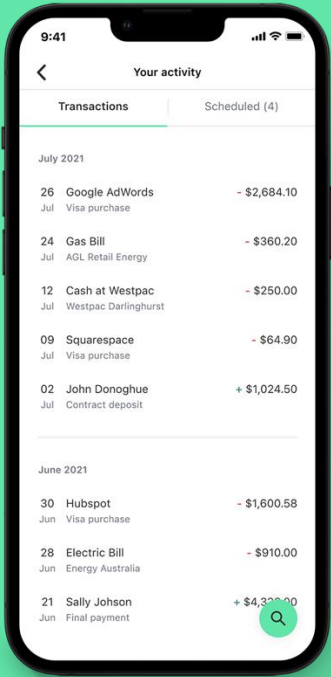 9:41
Your activity
Transactions
Scheduled (4)
July 2021
26 Google AdWords - $2,684.10
Jul Visa purchase
24 Gas Bill - $360.20
Jul AGL Retail Energy
12 Cash at Westpac - $250.00
Jul Westpac Darlinghurst
09 Squarespace - $64.90
Jul Visa purchase
02 John Donoghue + $1,024.50
Jul Contract deposit
June 2021
30 Hubspot - $1,600.58
Jun Visa purchase
28 Electric Bill - $910.00
Jun Energy Australia
21 Sally Johson
Jun Final payment